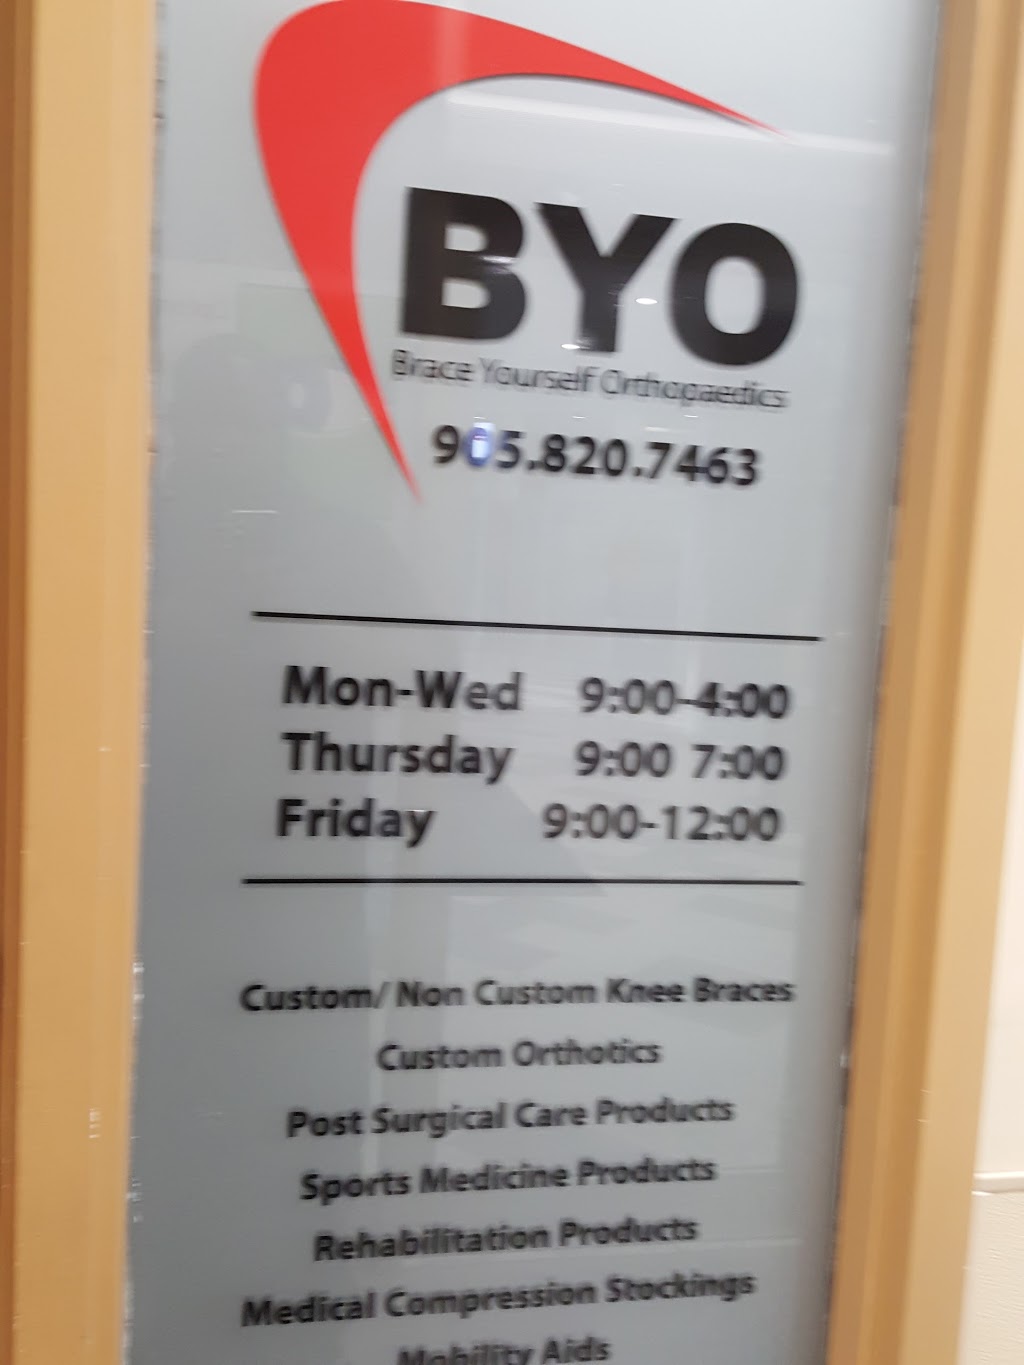 BYO
Brace Yourself Orthopaedics
905.820.7463
Mon-Wed 9:00-4:00
Thursday 9:00 7:00
Friday 9:00-12:00
Custom/ Non Custom Knee Braces
Custom Orthotics
Post Surgical Care Products
Sports Medicine Products
Rehabilitation Products
Medical Compression Stockings
Mobility Aids